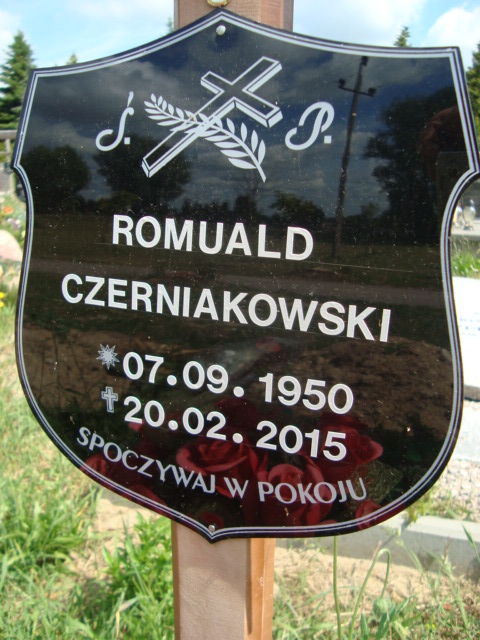 Ś. P.
ROMUALD
CZERNIAKOWSKI
07.09.1950
20.02.2015
SPOCZYWAJ W POKOJU